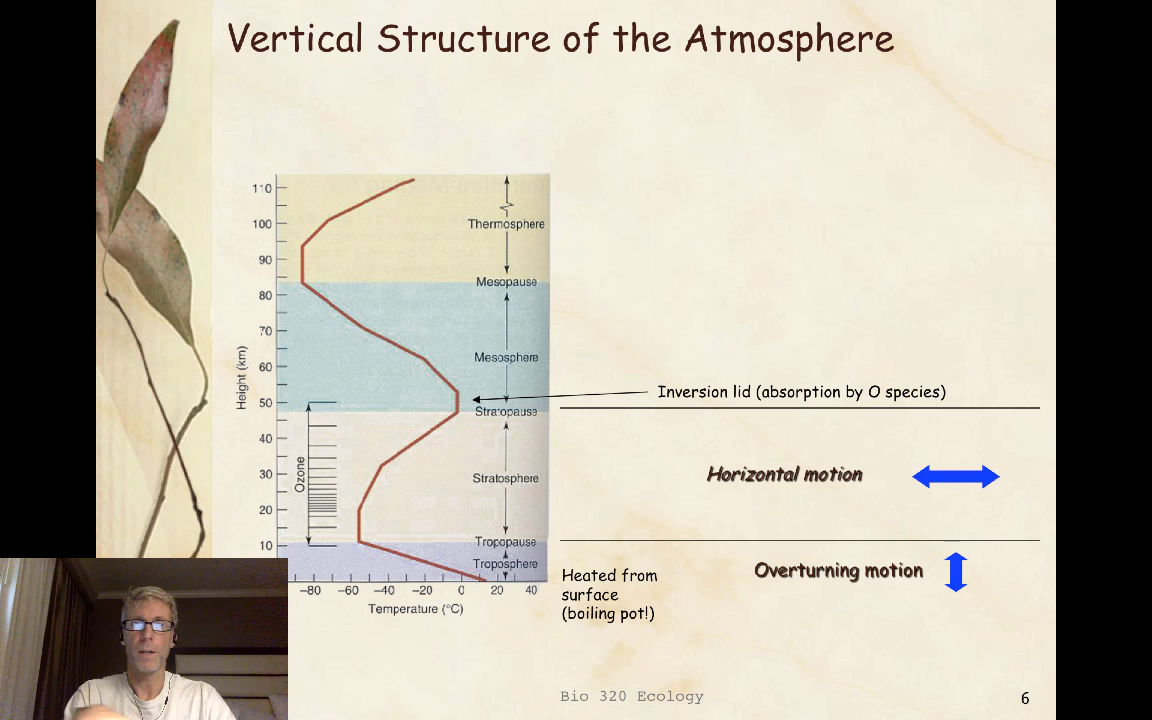 Vertical Structure of the Atmosphere
110
100
90
80
70
60
50
40
30
20
10
Height (km)
Ozone
Thermosphere
Mesopause
Mesosphere
Stratopause
Stratosphere
Tropopause
Troposphere
−80 −60 −40 −20 0 20 40
Temperature (°C)
Inversion lid (absorption by O species)
Horizontal motion
Overturning motion
Heated from
surface
(boiling pot!)
Bio 320 Ecology
6